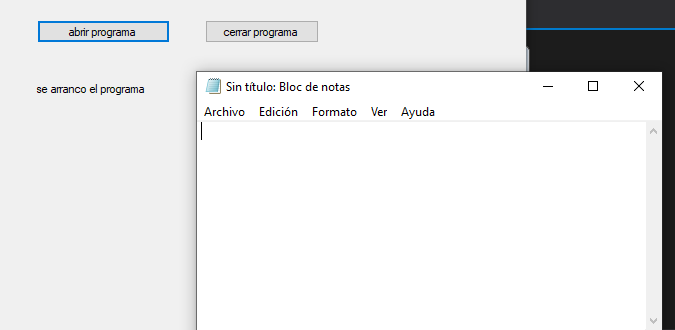 abrir programa
cerrar programa
se arranco el programa
Sin título: Bloc de notas
Archivo Edición Formato Ver Ayuda